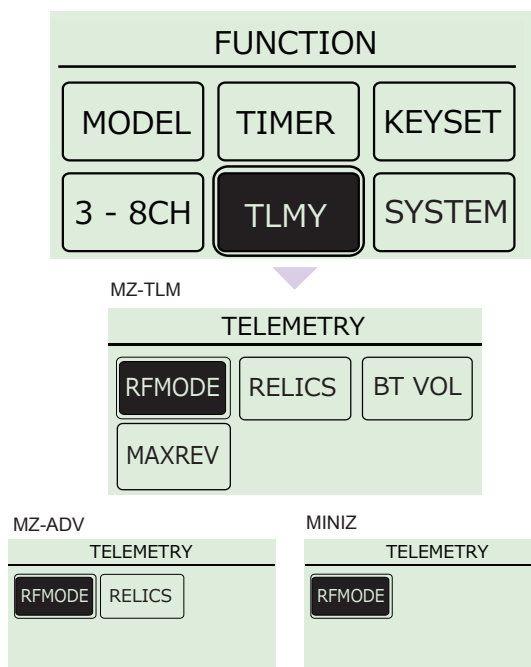 FUNCTION
MODEL TIMER KEYSET
3 - 8CH TLMY SYSTEM
MZ-TLM
TELEMETRY
RFMODE RELICS BT VOL
MAXREV
MZ-ADV
TELEMETRY
RFMODE RELICS
MINIZ
TELEMETRY
RFMODE